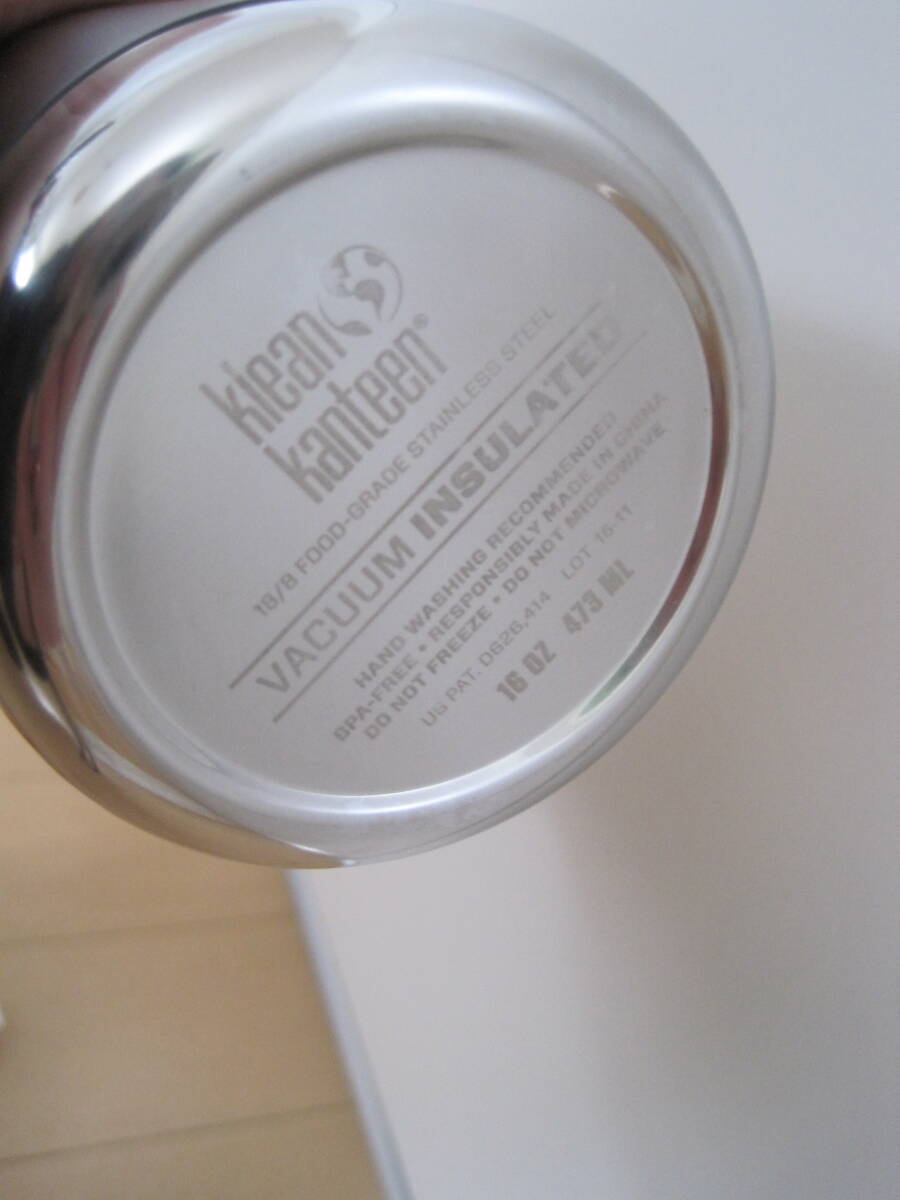 klean
kanteen®
18/8 FOOD-GRADE STAINLESS STEEL
VACUUM INSULATED
HAND WASHING RECOMMENDED
BPA-FREE • RESPONSIBLY MADE IN CHINA
DO NOT FREEZE • DO NOT MICROWAVE
US PAT. D626,414 LOT 16-11
16 OZ 473 ML